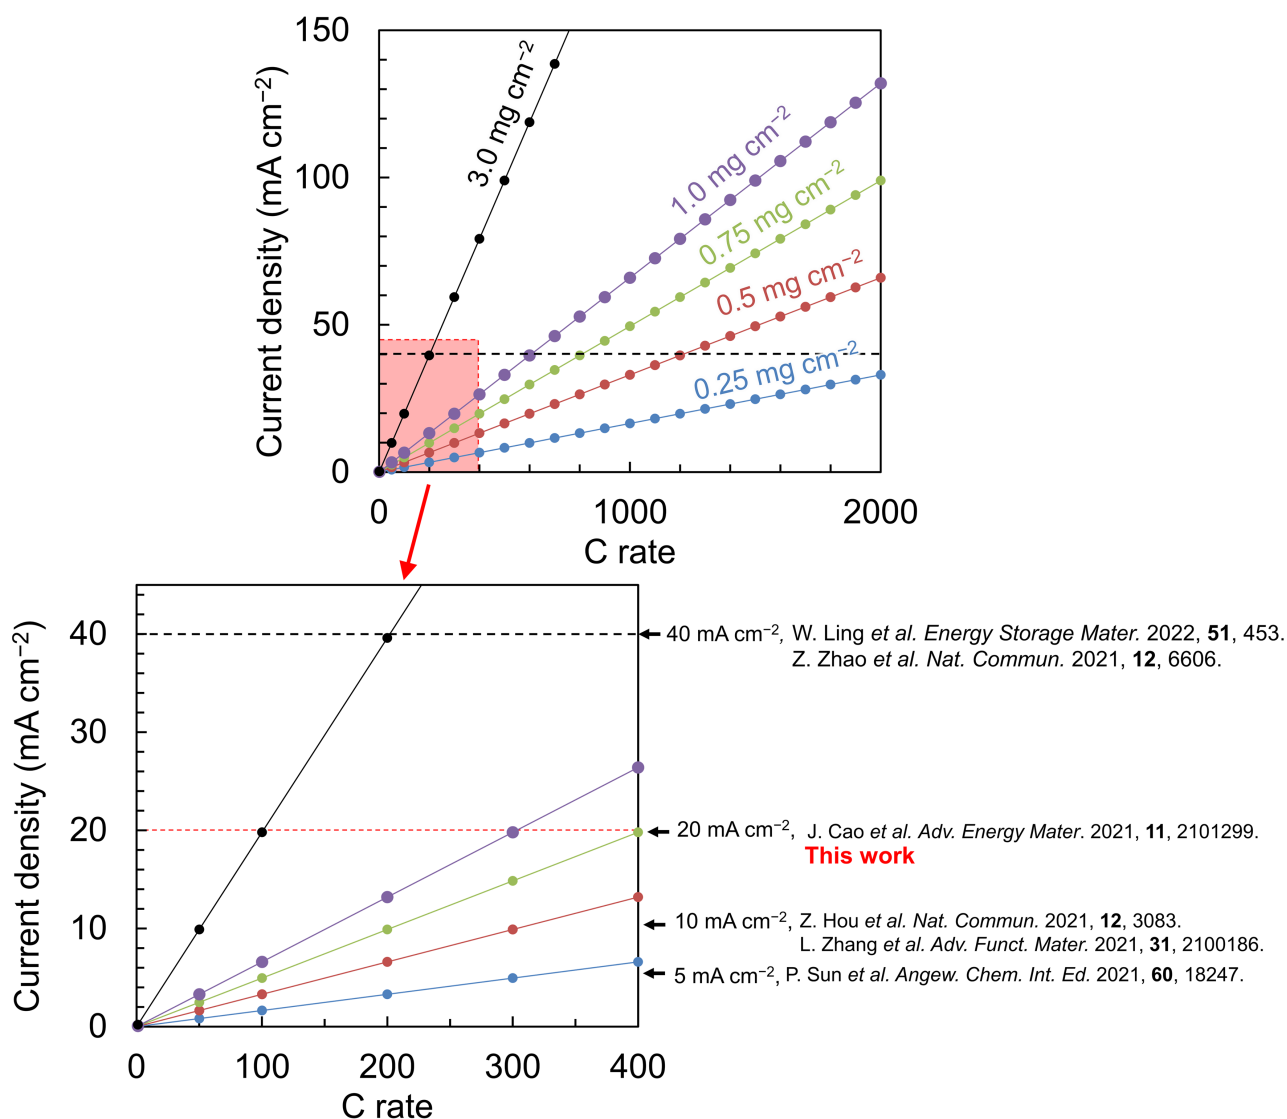 150
100
50
0
Current density (mA cm⁻²)
3.0 mg cm⁻²
1.0 mg cm⁻²
0.75 mg cm⁻²
0.5 mg cm⁻²
0.25 mg cm⁻²
0 1000 2000
C rate
40
30
20
10
0
Current density (mA cm⁻²)
40 mA cm⁻², W. Ling et al. Energy Storage Mater. 2022, 51, 453.
Z. Zhao et al. Nat. Commun. 2021, 12, 6606.
20 mA cm⁻², J. Cao et al. Adv. Energy Mater. 2021, 11, 2101299.
This work
10 mA cm⁻², Z. Hou et al. Nat. Commun. 2021, 12, 3083.
L. Zhang et al. Adv. Funct. Mater. 2021, 31, 2100186.
5 mA cm⁻², P. Sun et al. Angew. Chem. Int. Ed. 2021, 60, 18247.
0 100 200 300 400
C rate